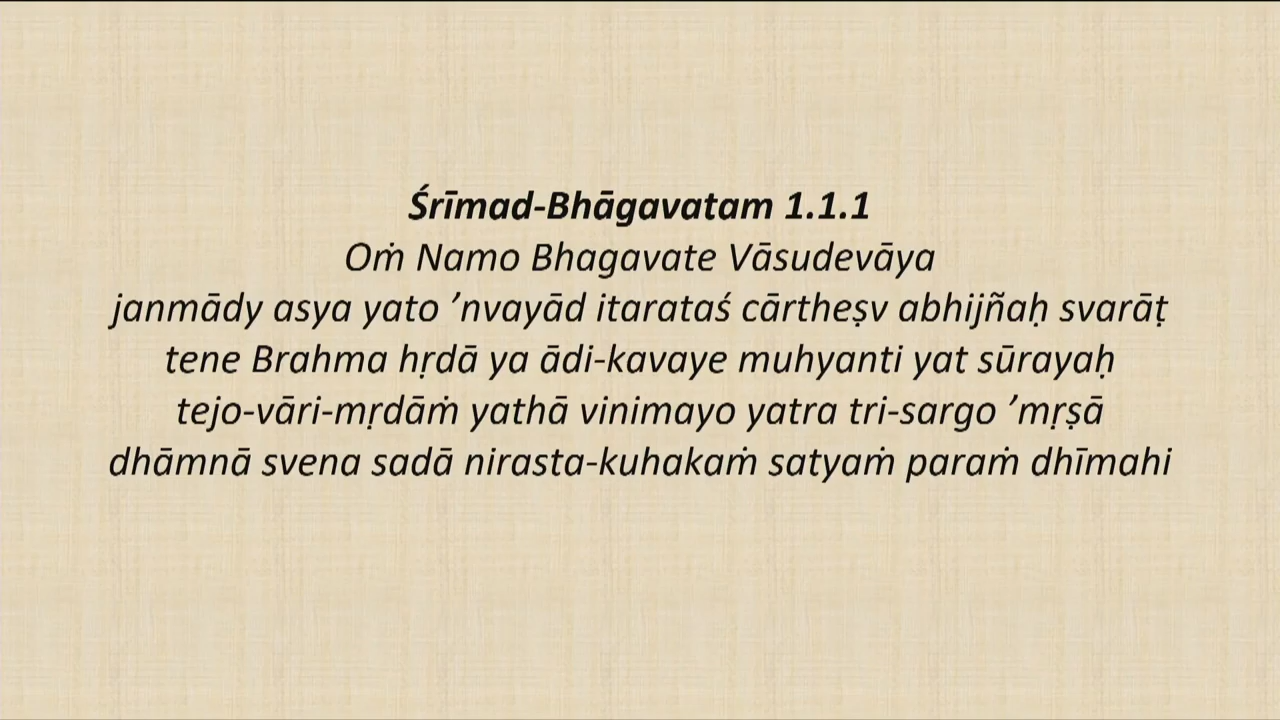 Śrīmad-Bhāgavatam 1.1.1
Oṁ Namo Bhagavate Vāsudevāya
janmādy asya yato ’nvayād itarataś cārtheṣv abhijñaḥ svarāṭ
tene Brahma hṛdā ya ādi-kavaye muhyanti yat sūrayaḥ
tejo-vāri-mṛdāṁ yathā vinimayo yatra tri-sargo ’mṛṣā
dhāmnā svena sadā nirasta-kuhakaṁ satyaṁ paraṁ dhīmahi